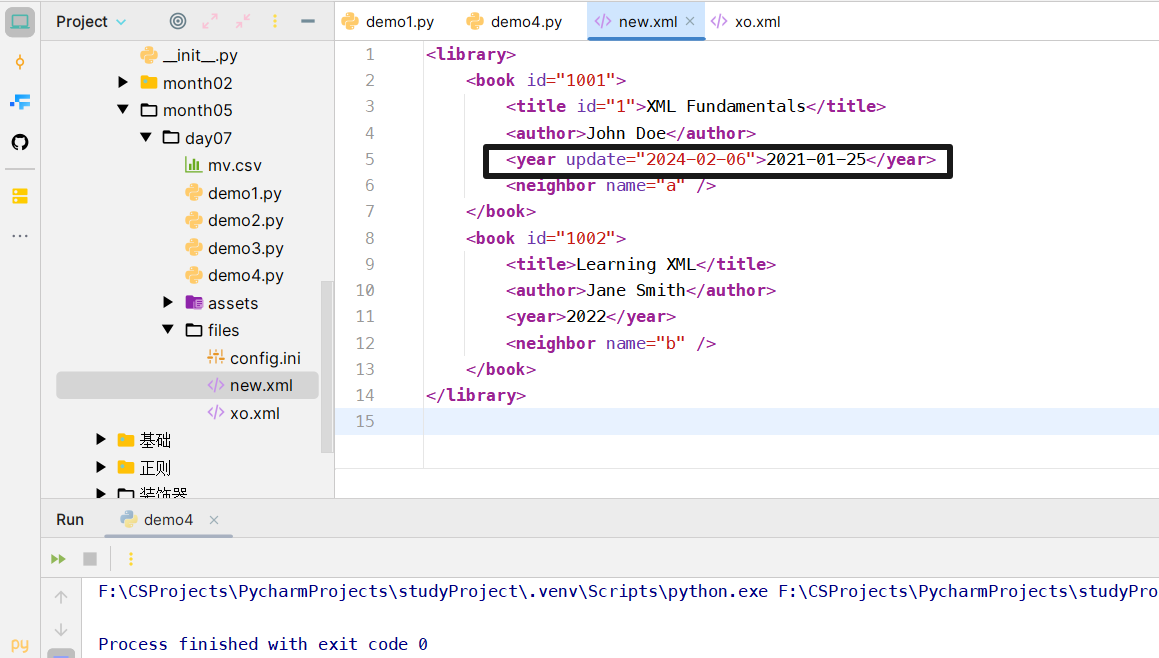 Project
demo1.py
demo4.py
new.xml
xo.xml
__init__.py
month02
month05
day07
mv.csv
demo1.py
demo2.py
demo3.py
demo4.py
assets
files
config.ini
new.xml
xo.xml
基础
正则
装饰器
1 <library>
2 <book id="1001">
3 <title id="1">XML Fundamentals</title>
4 <author>John Doe</author>
5 <year update="2024-02-06">2021-01-25</year>
6 <neighbor name="a" />
7 </book>
8 <book id="1002">
9 <title>Learning XML</title>
10 <author>Jane Smith</author>
11 <year>2022</year>
12 <neighbor name="b" />
13 </book>
14 </library>
15
Run
demo4
F:\CSProjects\PycharmProjects\studyProject\.venv\Scripts\python.exe F:\CSProjects\PycharmProjects\studyPro
Process finished with exit code 0
py